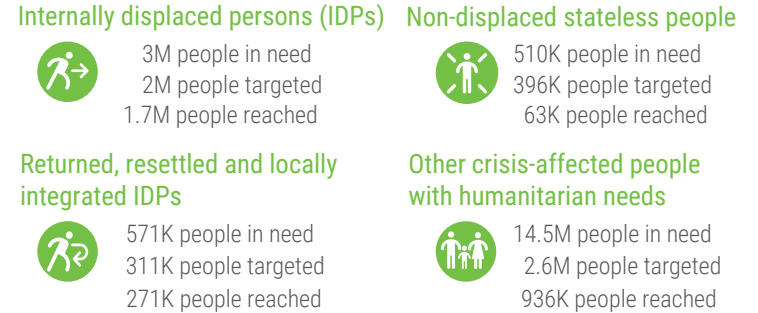 Internally displaced persons (IDPs)
3M people in need
2M people targeted
1.7M people reached
Non-displaced stateless people
510K people in need
396K people targeted
63K people reached
Returned, resettled and locally
integrated IDPs
571K people in need
311K people targeted
271K people reached
Other crisis-affected people
with humanitarian needs
14.5M people in need
2.6M people targeted
936K people reached